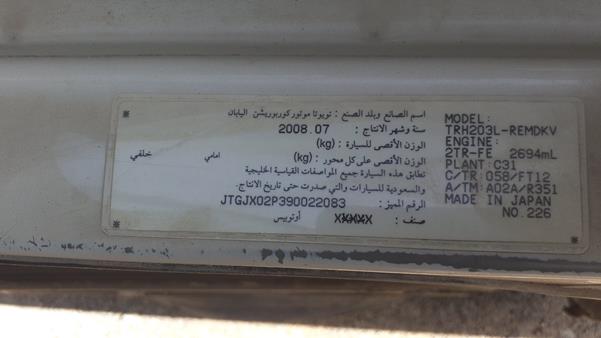 اسم الصانع وبلد الصنع : تويوتا موتور كوربوريشن اليابان
سنة وشهر الانتاج : 2008.07
الوزن الأقصى للسيارة : (kg)
الوزن الأقصى على كل محور : (kg) امامي خلفي
تطابق هذه السيارة جميع المواصفات القياسية الخليجية
والسعودية للسيارات والتي صدرت حتى تاريخ الانتاج.
الرقم المميز : JTGJX02P390022083
صنف : XXXXX أوتوبيس
MODEL:
TRH203L-REMDKV
ENGINE:
2TR-FE 2694mL
PLANT: C31
C/TR: 058/FT12
A/TM: A02A/R351
MADE IN JAPAN
NO. 226